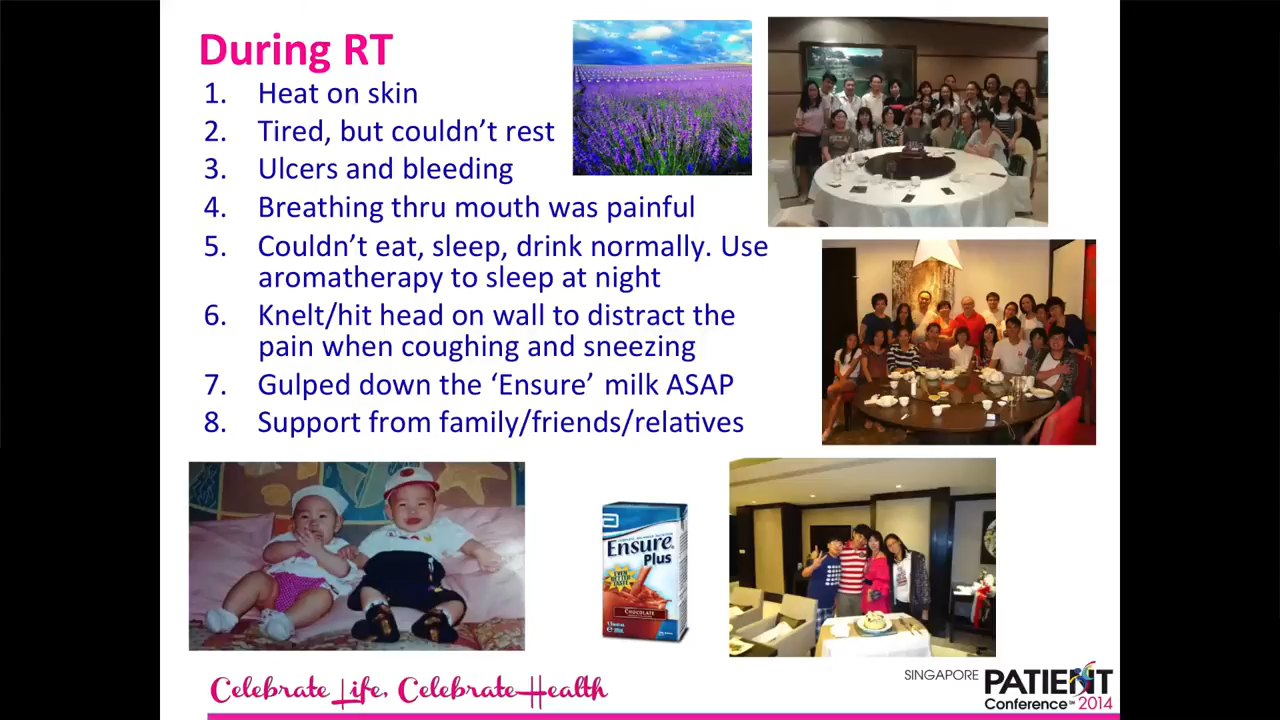 During RT
1. Heat on skin
2. Tired, but couldn't rest
3. Ulcers and bleeding
4. Breathing thru mouth was painful
5. Couldn't eat, sleep, drink normally. Use
aromatherapy to sleep at night
6. Knelt/hit head on wall to distract the
pain when coughing and sneezing
7. Gulped down the 'Ensure' milk ASAP
8. Support from family/friends/relatives
Ensure
Plus
EVEN
BETTER
TASTE
CHOCOLATE
Celebrate Life, Celebrate Health
SINGAPORE PATIENT
Conference 2014